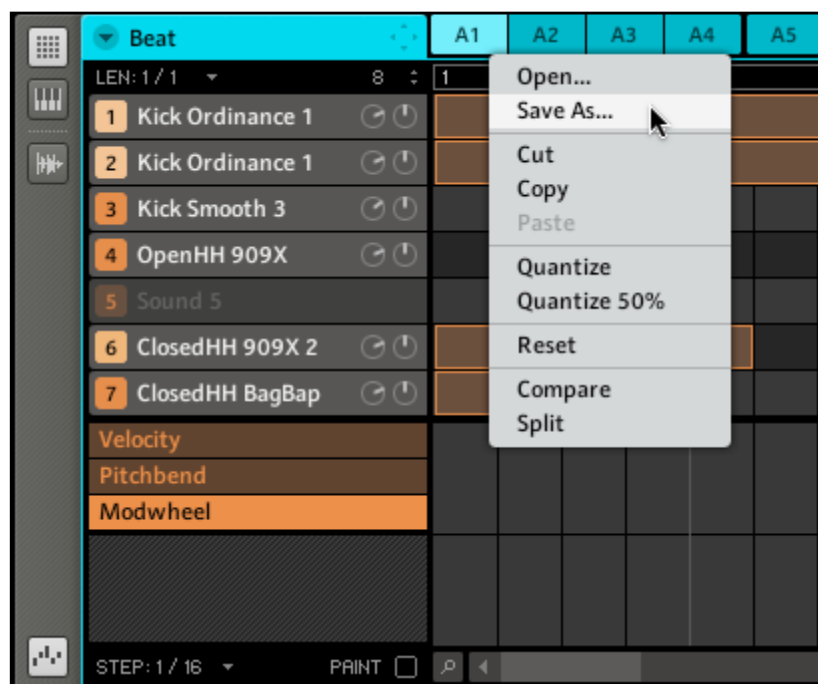 Beat
A1 A2 A3 A4 A5
LEN: 1 / 1 8 1
1 Kick Ordinance 1
2 Kick Ordinance 1
3 Kick Smooth 3
4 OpenHH 909X
5 Sound 5
6 ClosedHH 909X 2
7 ClosedHH BagBap
Velocity
Pitchbend
Modwheel
STEP: 1 / 16 PAINT
Open...
Save As...
Cut
Copy
Paste
Quantize
Quantize 50%
Reset
Compare
Split